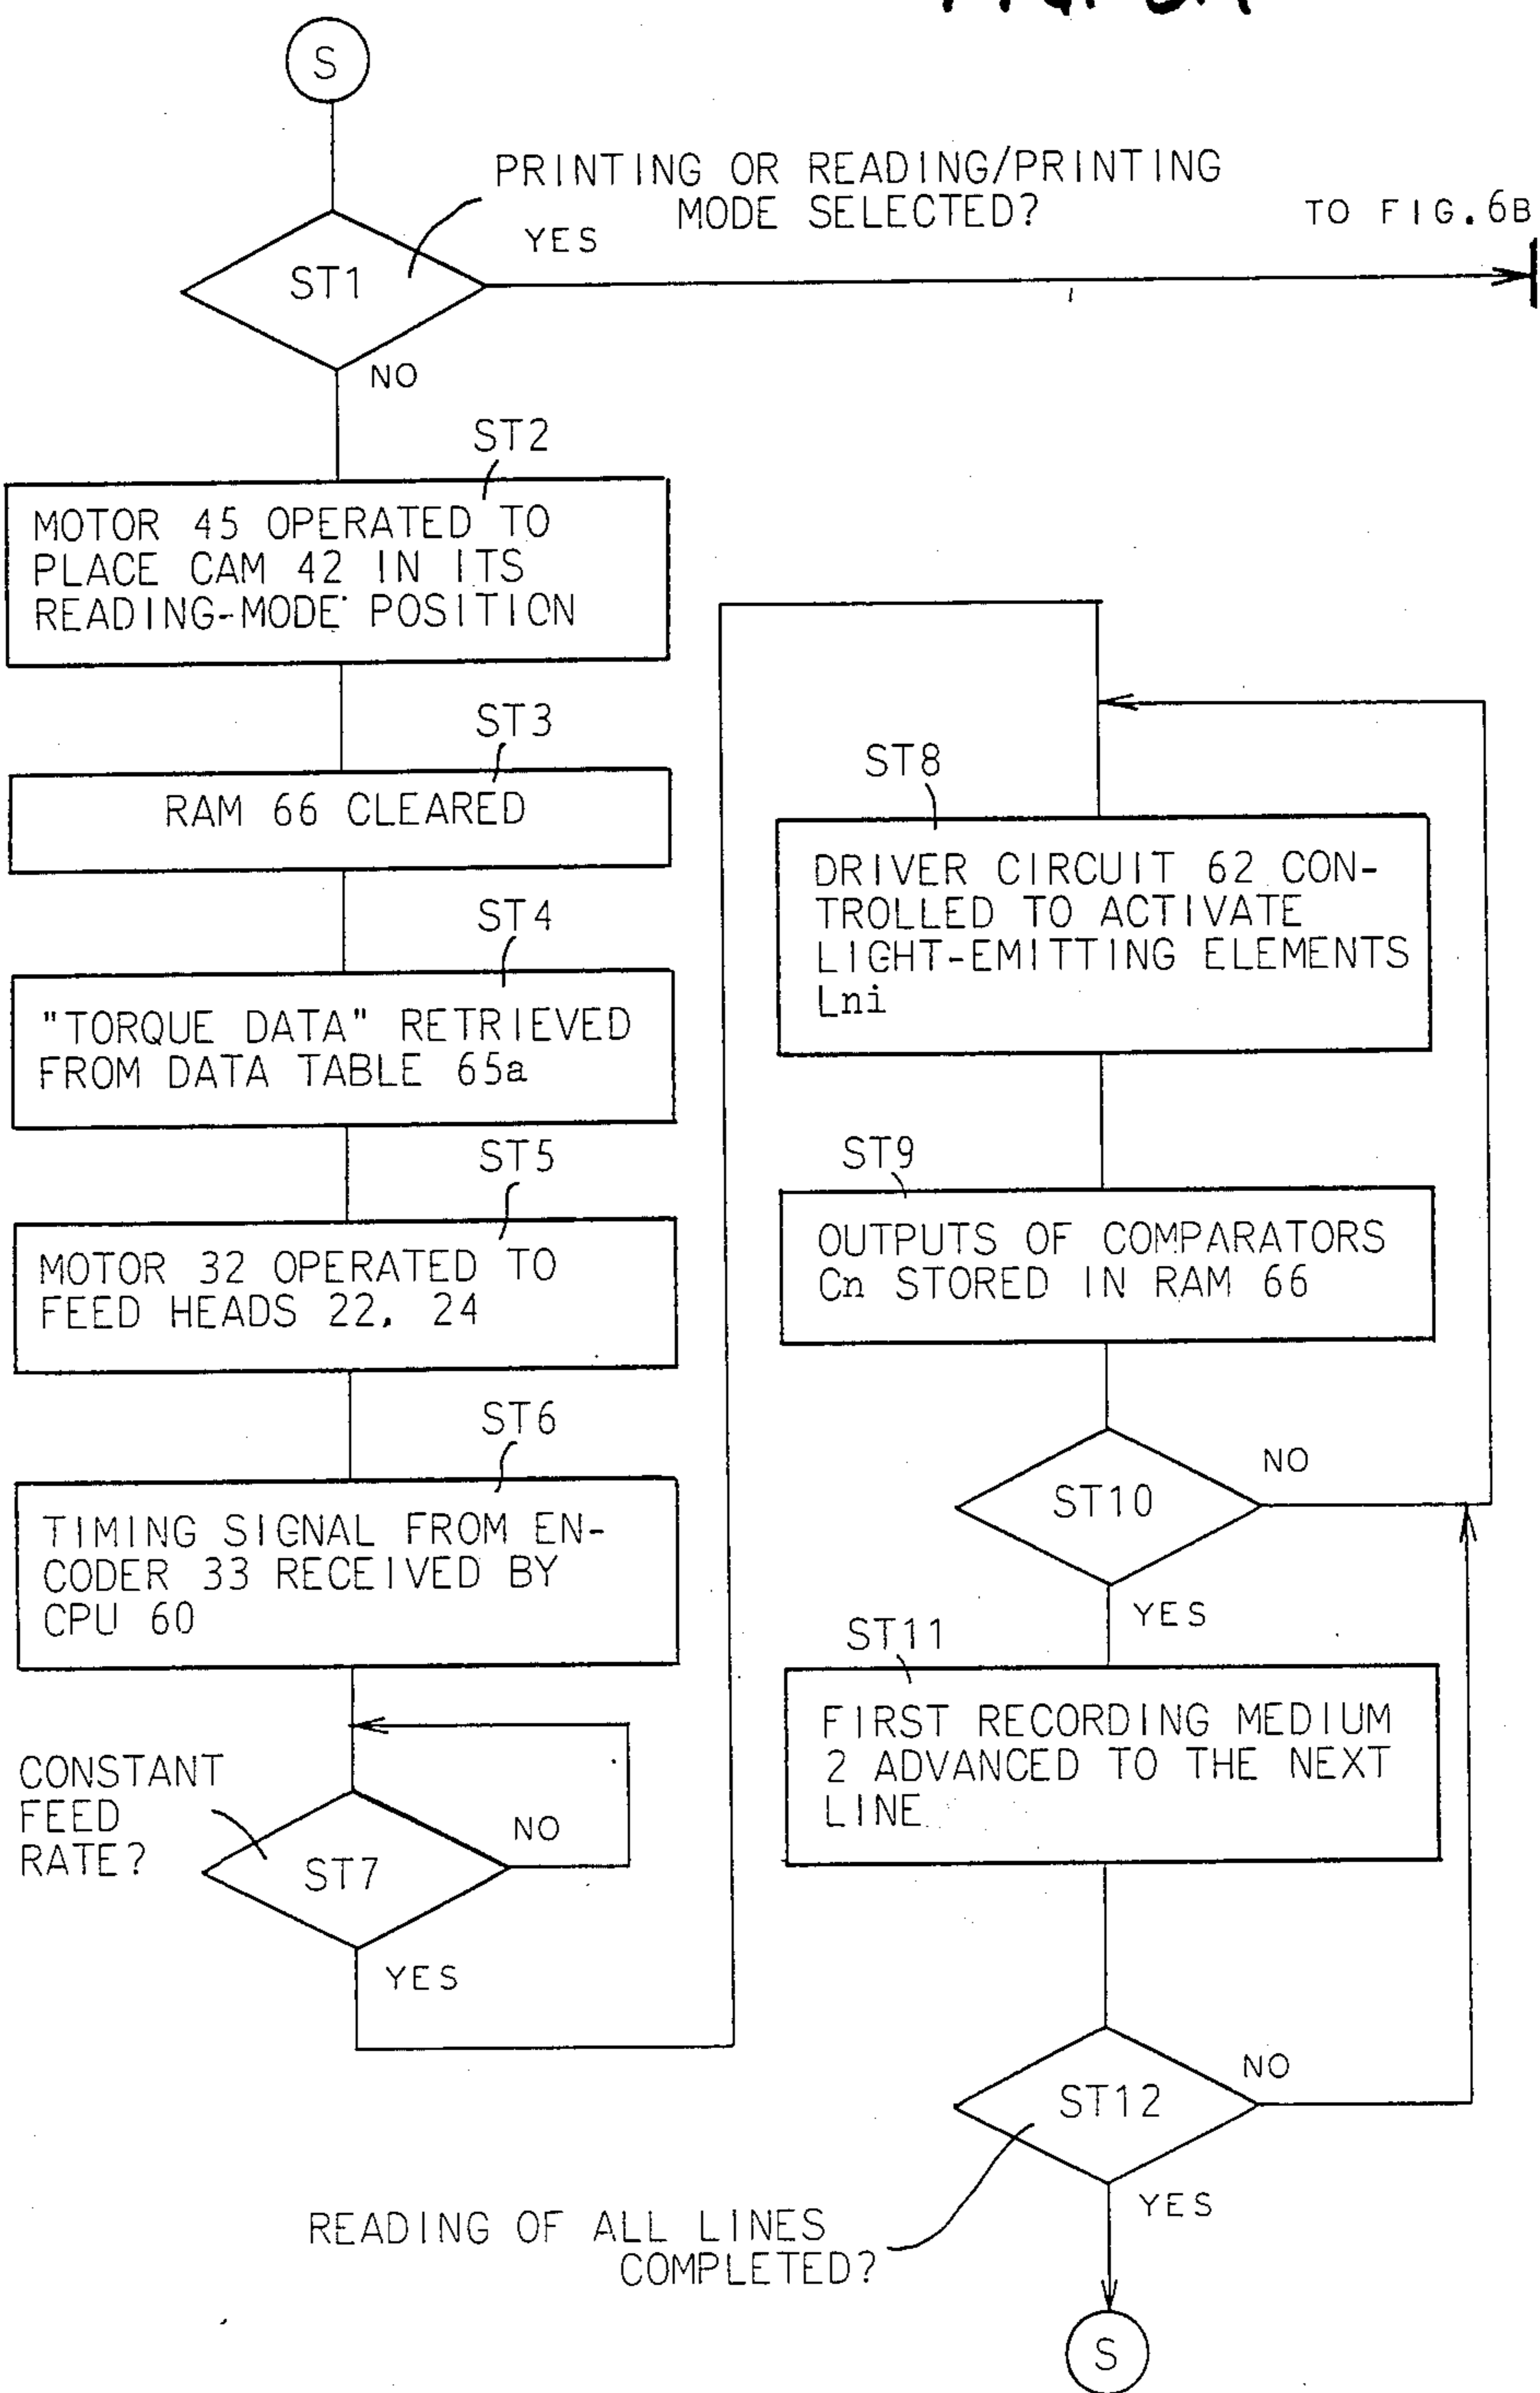 S
PRINTING OR READING/PRINTING
MODE SELECTED?
TO FIG.6B
YES
ST1
NO
ST2
MOTOR 45 OPERATED TO
PLACE CAM 42 IN ITS
READING-MODE POSITION
ST3
RAM 66 CLEARED
ST4
"TORQUE DATA" RETRIEVED
FROM DATA TABLE 65a
ST5
MOTOR 32 OPERATED TO
FEED HEADS 22, 24
ST6
TIMING SIGNAL FROM EN-
CODER 33 RECEIVED BY
CPU 60
CONSTANT
FEED
RATE?
NO
ST7
YES
ST8
DRIVER CIRCUIT 62 CON-
TROLLED TO ACTIVATE
LIGHT-EMITTING ELEMENTS
Lni
ST9
OUTPUTS OF COMPARATORS
Cn STORED IN RAM 66
NO
ST10
YES
ST11
FIRST RECORDING MEDIUM
2 ADVANCED TO THE NEXT
LINE
NO
ST12
YES
READING OF ALL LINES
COMPLETED?
S